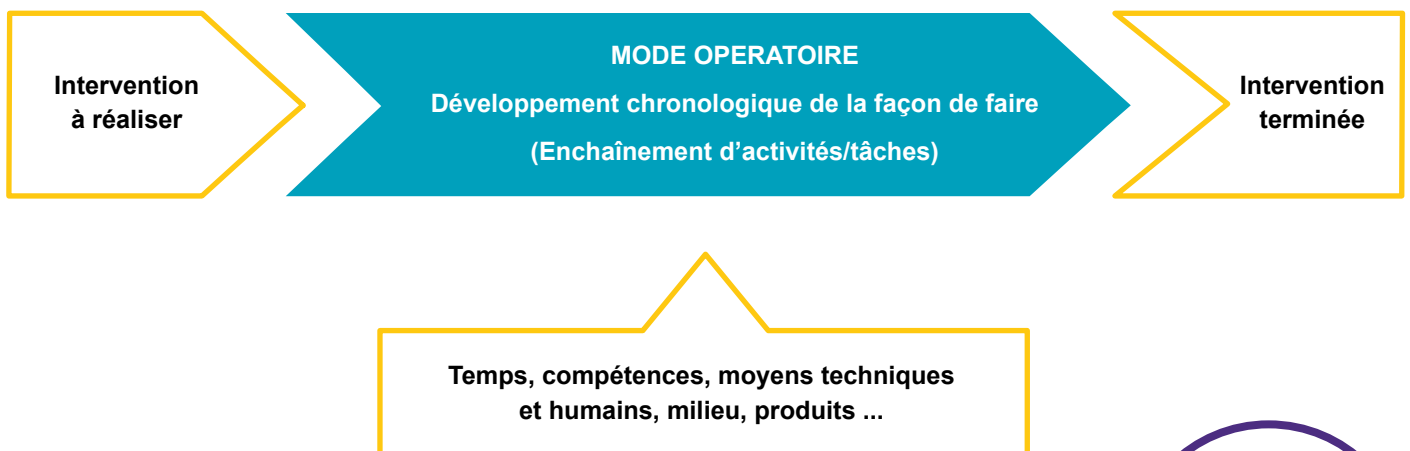 Intervention
à réaliser
MODE OPERATOIRE
Développement chronologique de la façon de faire
(Enchaînement d’activités/tâches)
Intervention
terminée
Temps, compétences, moyens techniques
et humains, milieu, produits ...